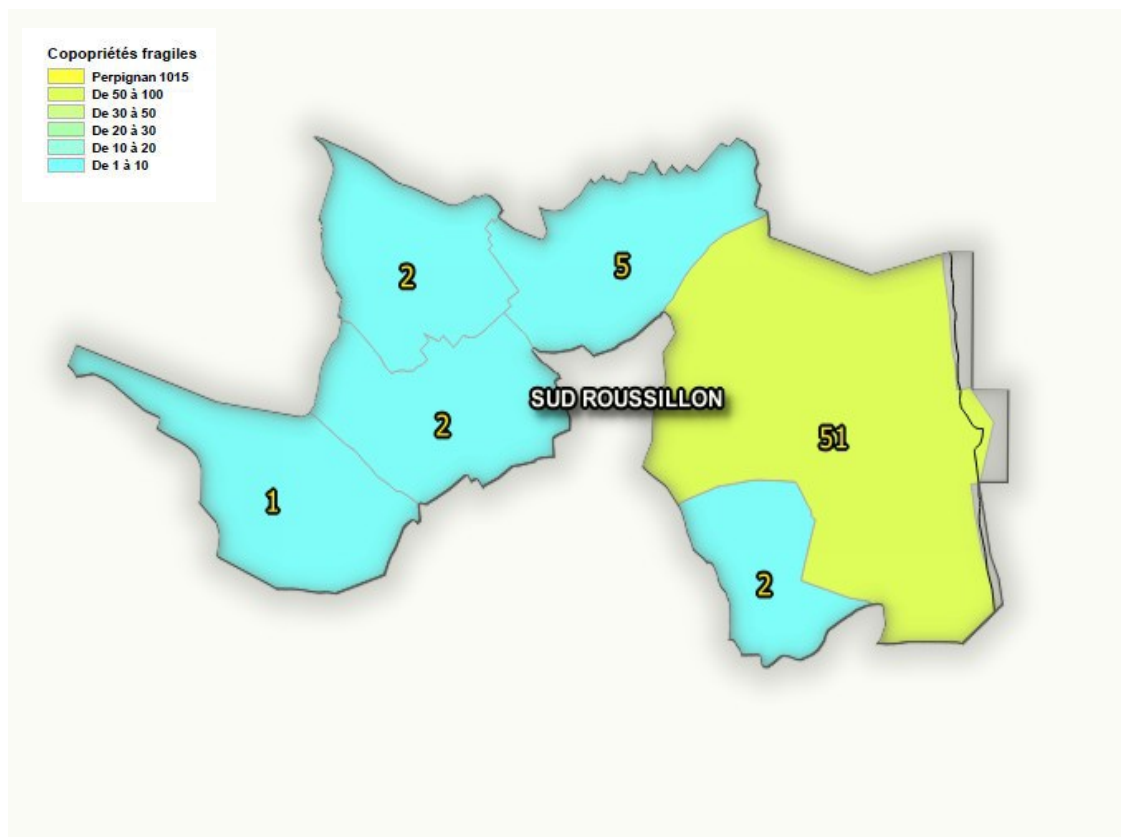 Copopriétés fragiles
Perpignan 1015
De 50 à 100
De 30 à 50
De 20 à 30
De 10 à 20
De 1 à 10
2
5
SUD ROUSSILLON
2
51
1
2